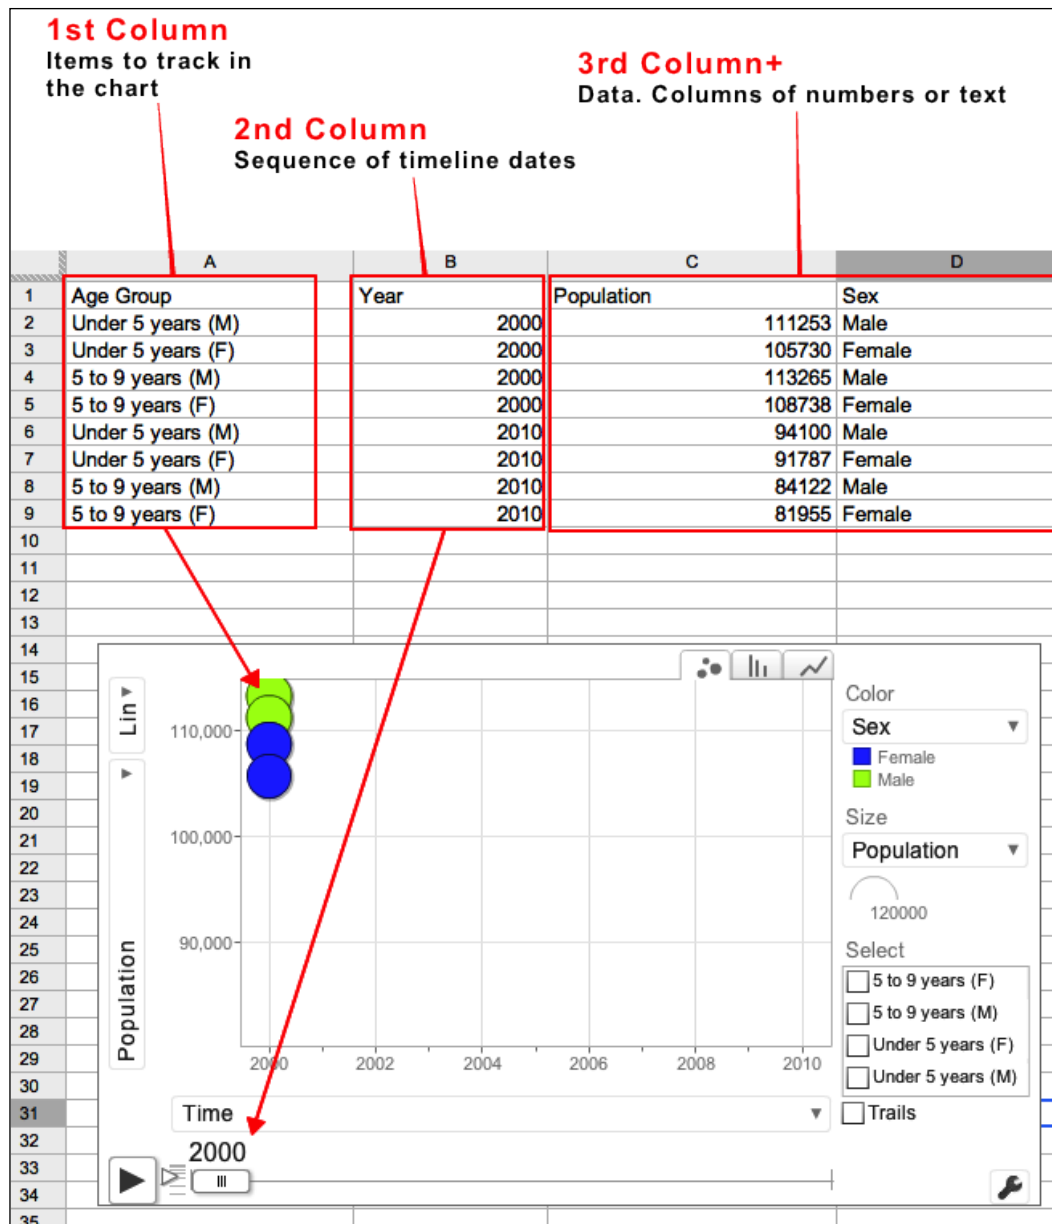 1st Column
Items to track in
the chart
3rd Column+
Data. Columns of numbers or text
2nd Column
Sequence of timeline dates
A B C D
1 Age Group Year Population Sex
2 Under 5 years (M) 2000 111253 Male
3 Under 5 years (F) 2000 105730 Female
4 5 to 9 years (M) 2000 113265 Male
5 5 to 9 years (F) 2000 108738 Female
6 Under 5 years (M) 2010 94100 Male
7 Under 5 years (F) 2010 91787 Female
8 5 to 9 years (M) 2010 84122 Male
9 5 to 9 years (F) 2010 81955 Female
10
11
12
13
14
15
16
17
18
19
20
21
22
23
24
25
26
27
28
29
30
31
32
33
34
35
Lin
Population
110,000
100,000
90,000
2000 2002 2004 2006 2008 2010
Time
2000
Color
Sex
Female
Male
Size
Population
120000
Select
5 to 9 years (F)
5 to 9 years (M)
Under 5 years (F)
Under 5 years (M)
Trails